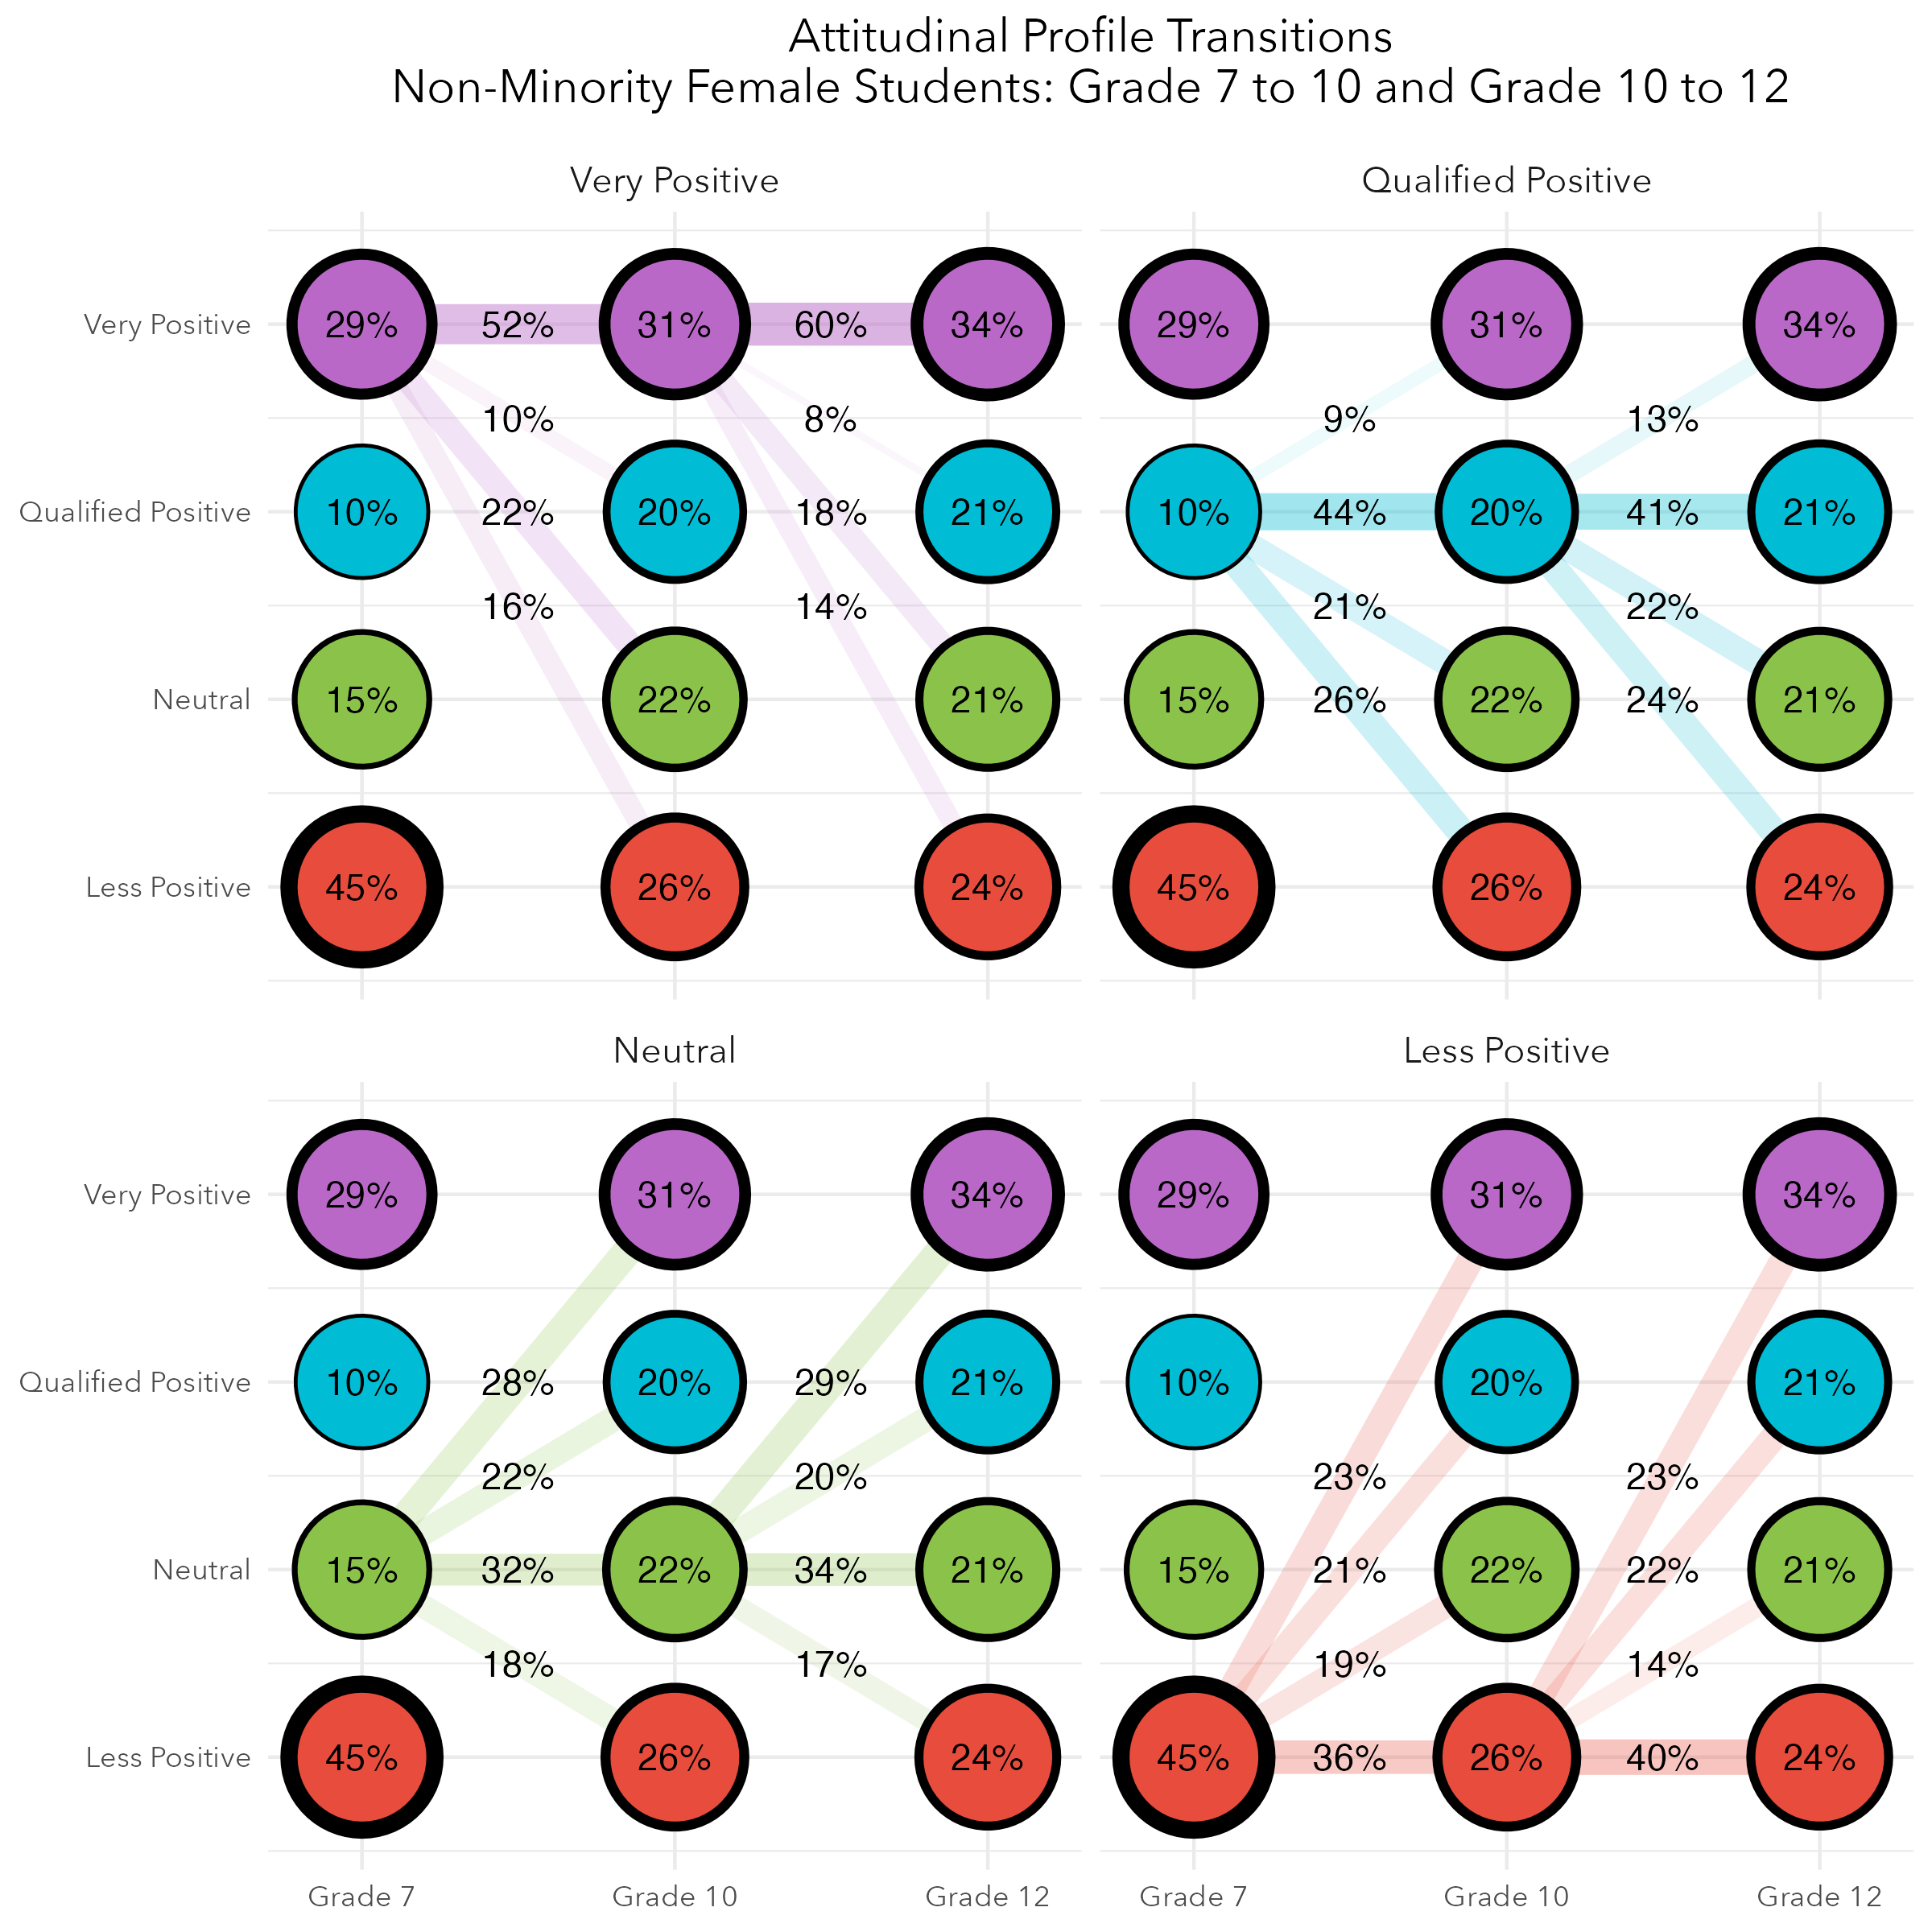 Attitudinal Profile Transitions
Non-Minority Female Students: Grade 7 to 10 and Grade 10 to 12
Very Positive
Qualified Positive
Very Positive
29% 52% 31% 60% 34%
29% 31% 34%
10% 8%
9% 13%
Qualified Positive
10% 22% 20% 18% 21%
10% 44% 20% 41% 21%
16% 14%
21% 22%
Neutral
15% 22% 21%
15% 26% 22% 24% 21%
Less Positive
45% 26% 24%
45% 26% 24%
Neutral
Less Positive
Very Positive
29% 31% 34%
29% 31% 34%
Qualified Positive
10% 28% 20% 29% 21%
10% 20% 21%
22% 20%
23% 23%
Neutral
15% 32% 22% 34% 21%
15% 21% 22% 22% 21%
18% 17%
19% 14%
Less Positive
45% 26% 24%
45% 36% 26% 40% 24%
Grade 7 Grade 10 Grade 12
Grade 7 Grade 10 Grade 12